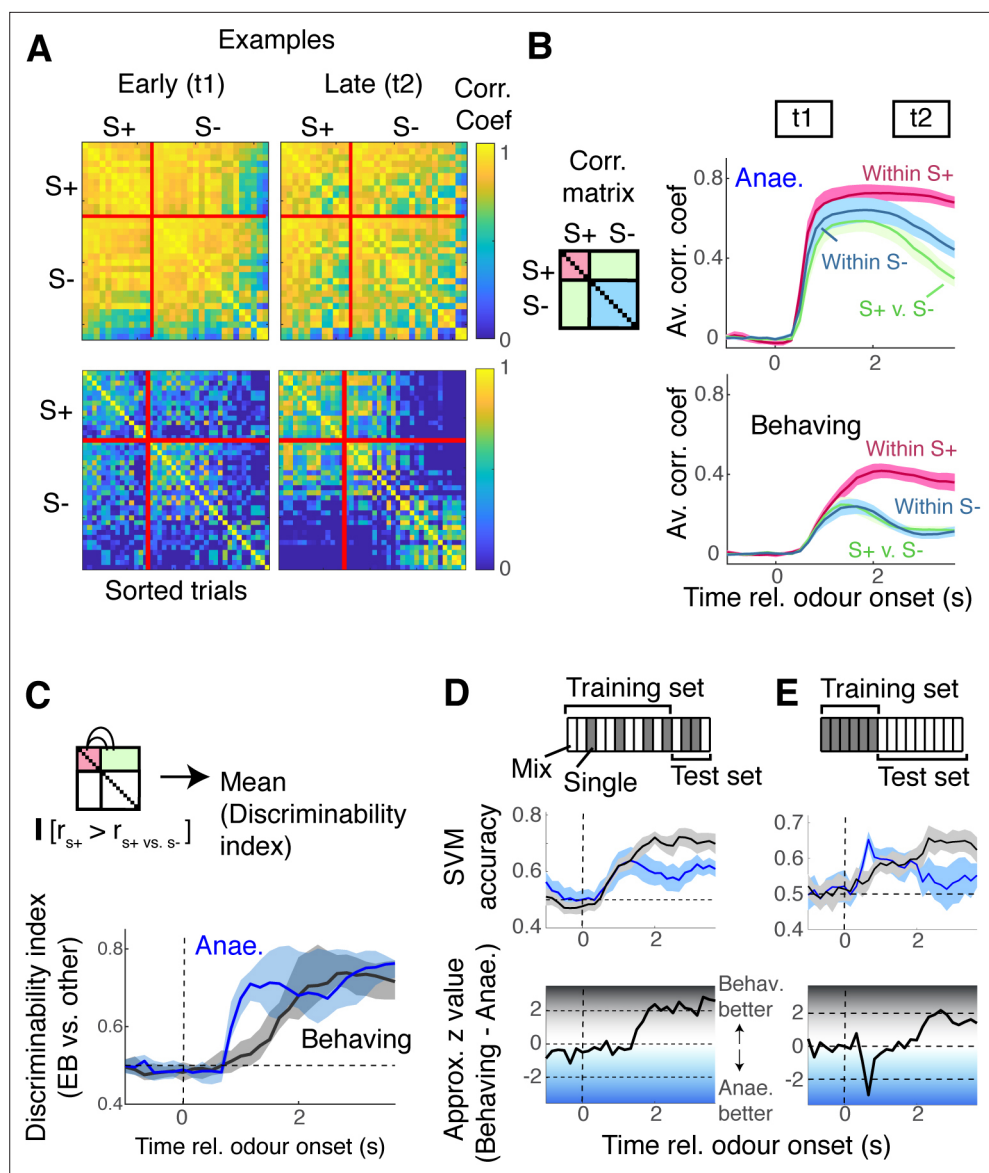 A
Examples
Early (t1)
Late (t2)
Corr.
Coef
S+
S-
S+
S-
S+
S-
1
0
S+
S-
1
0
Sorted trials
B
t1
t2
Corr.
matrix
S+ S-
S+
S-
Av. corr. coef
0.8
0.4
0
Anae.
Within S+
Within S-
S+ v. S-
0
2
Av. corr. coef
0.8
0.4
0
Behaving
Within S+
Within S-
S+ v. S-
0
2
Time rel. odour onset (s)
C
I [rs+ > rs+ vs. s-]
Mean
(Discriminability
index)
Discriminability index
(EB vs. other)
0.8
0.6
0.4
Anae.
Behaving
0
2
Time rel. odour onset (s)
D
Training set
Mix
Single
Test set
SVM
accuracy
0.8
0.6
0.4
0
2
Approx. z value
(Behaving - Anae.)
2
0
-2
0
2
Behav.
better
Anae.
better
E
Training set
Test set
0.7
0.6
0.5
0.4
0
2
2
0
-2
0
2
Time rel. odour onset (s)